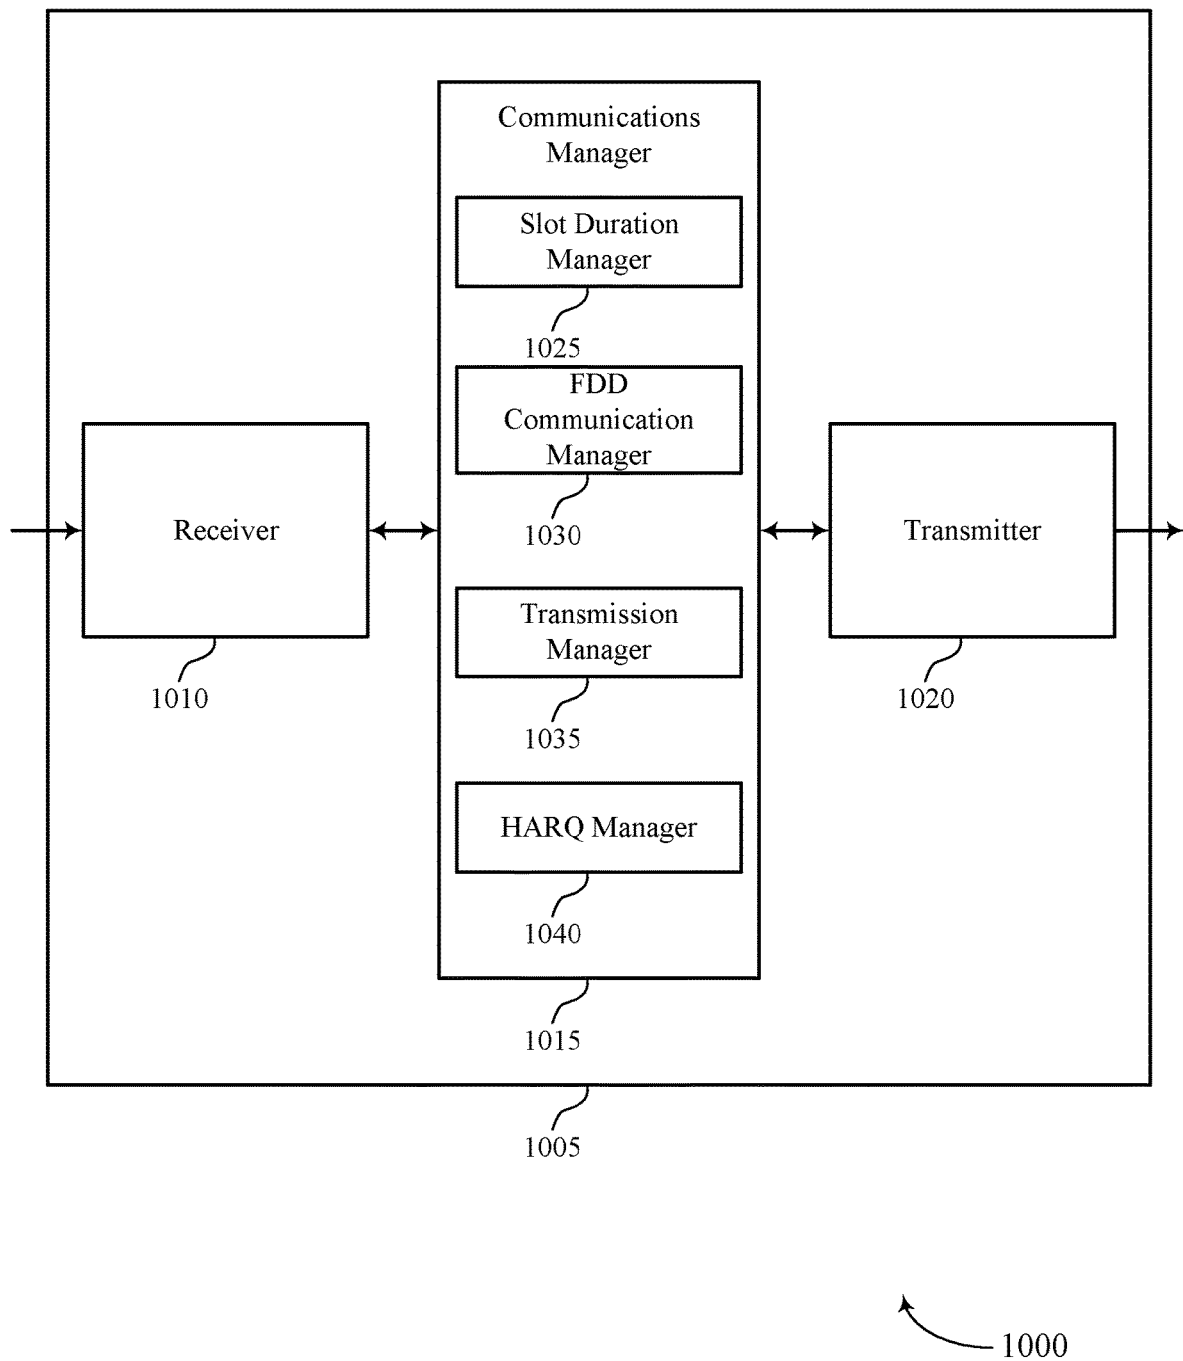 Communications
Manager
Slot Duration
Manager
1025
FDD
Communication
Manager
1030
Receiver
1010
Transmitter
1020
Transmission
Manager
1035
HARQ Manager
1040
1015
1005
1000